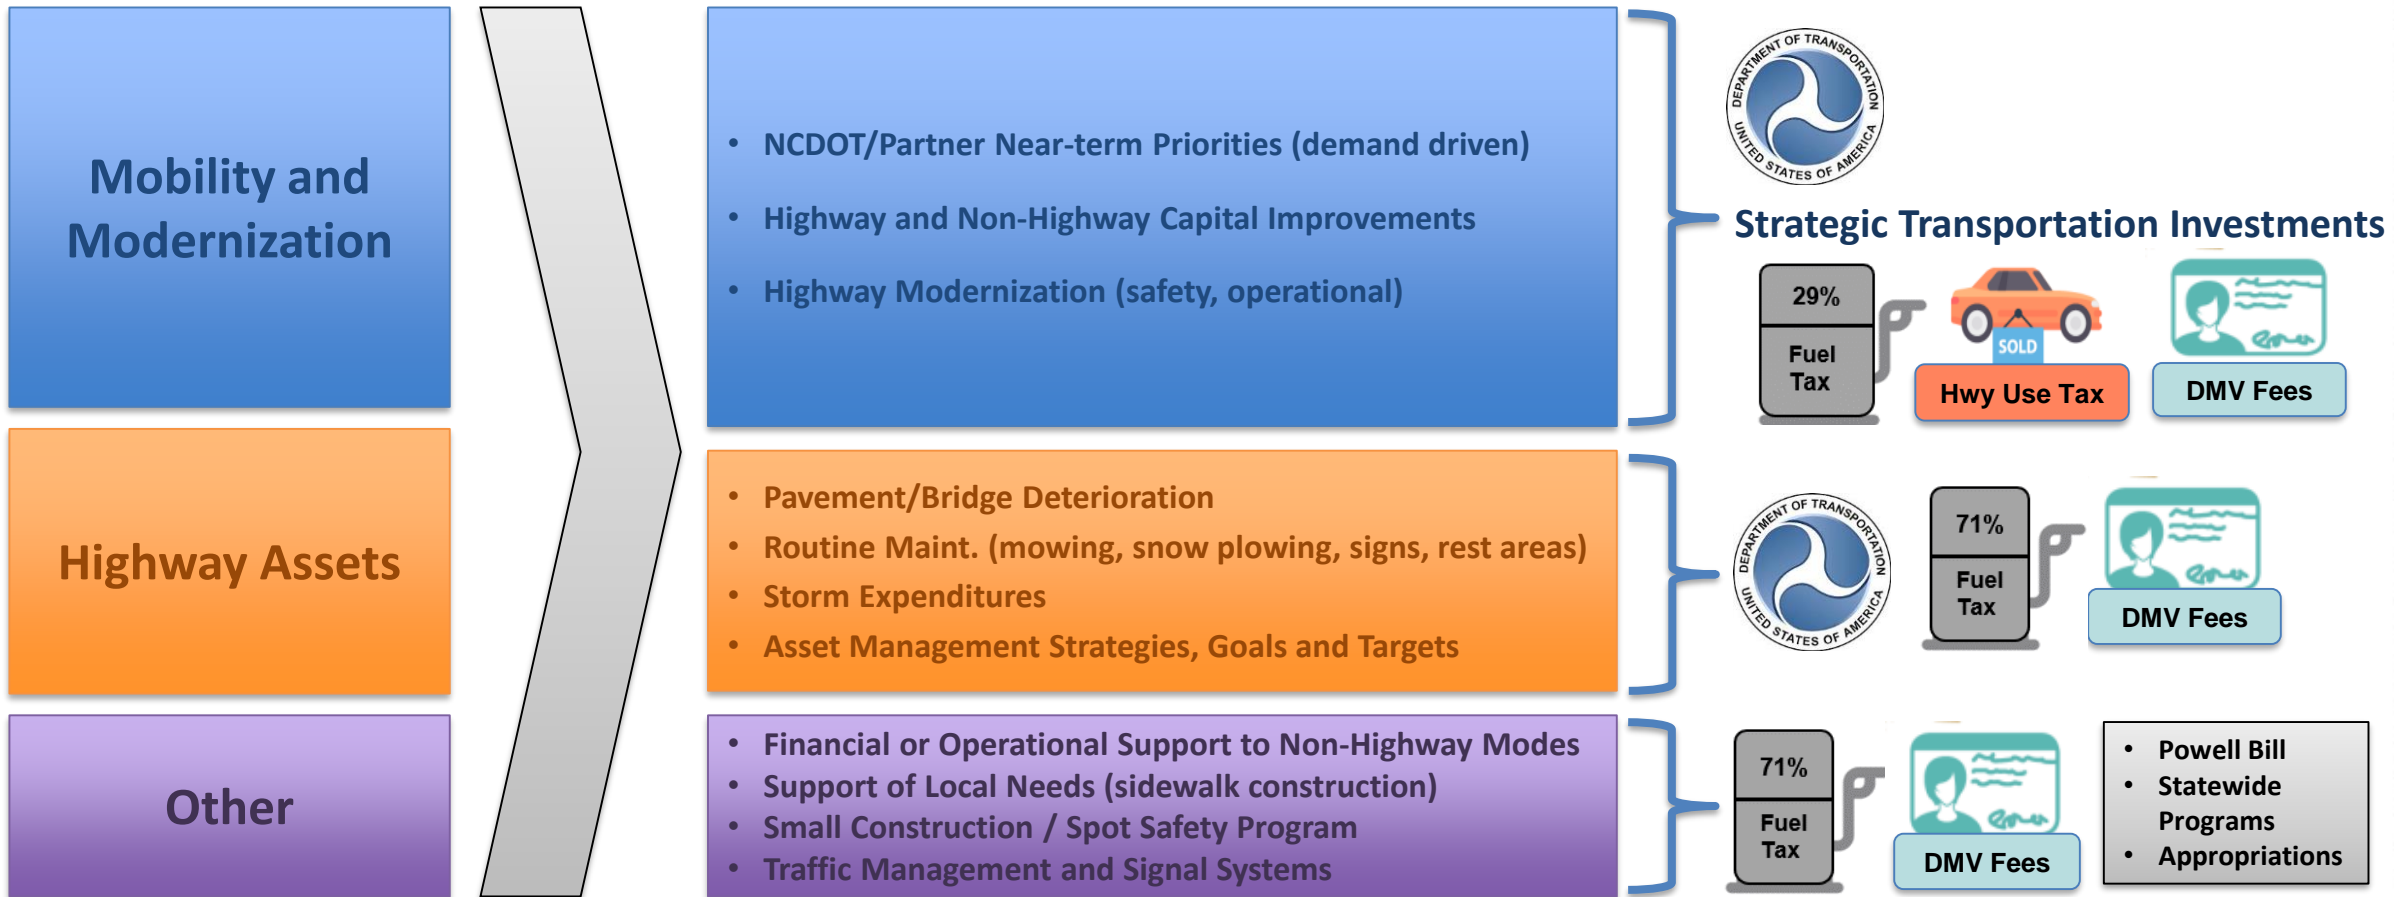 Mobility and
Modernization
• NCDOT/Partner Near-term Priorities (demand driven)
• Highway and Non-Highway Capital Improvements
• Highway Modernization (safety, operational)
DEPARTMENT OF TRANSPORTATION
UNITED STATES OF AMERICA
Strategic Transportation Investments
29%
Fuel
Tax
SOLD
Hwy Use Tax
DMV Fees
Highway Assets
• Pavement/Bridge Deterioration
• Routine Maint. (mowing, snow plowing, signs, rest areas)
• Storm Expenditures
• Asset Management Strategies, Goals and Targets
DEPARTMENT OF TRANSPORTATION
UNITED STATES OF AMERICA
71%
Fuel
Tax
DMV Fees
Other
• Financial or Operational Support to Non-Highway Modes
• Support of Local Needs (sidewalk construction)
• Small Construction / Spot Safety Program
• Traffic Management and Signal Systems
71%
Fuel
Tax
DMV Fees
• Powell Bill
• Statewide
Programs
• Appropriations